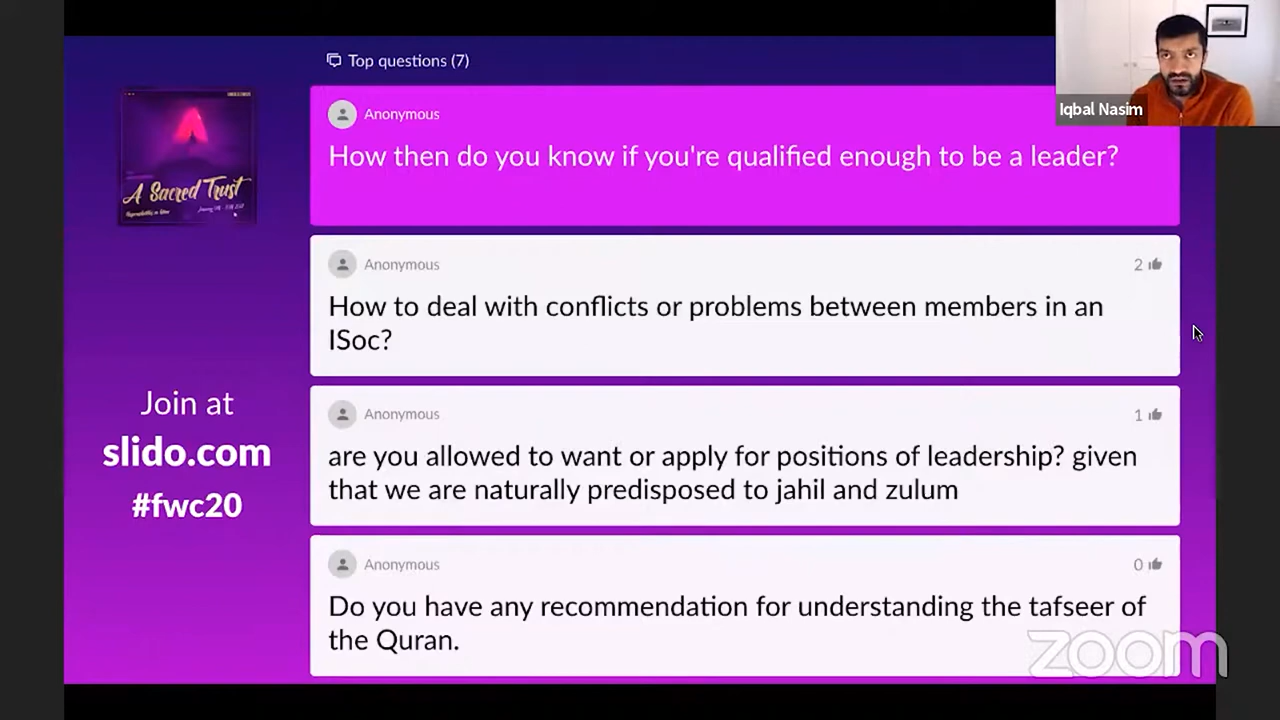 Top questions (7)
Anonymous
How then do you know if you're qualified enough to be a leader?
Iqbal Nasim
A Sacred Trust
Anonymous
2
How to deal with conflicts or problems between members in an
ISoc?
Join at
slido.com
#fwc20
Anonymous
1
are you allowed to want or apply for positions of leadership? given
that we are naturally predisposed to jahil and zulum
Anonymous
0
Do you have any recommendation for understanding the tafseer of
the Quran.
zoom